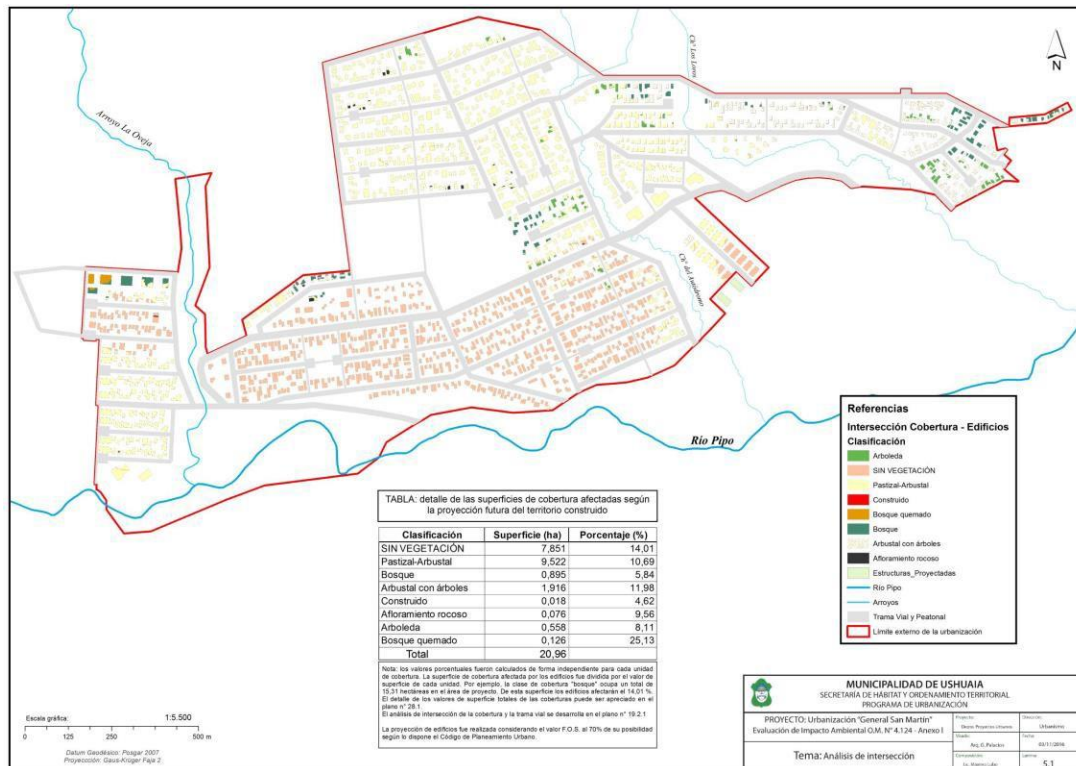 Arroyo La Oveja
Ch° Los Loros
N
Río Pipo
Referencias
Intersección Cobertura - Edificios
Clasificación
Arboleda
SIN VEGETACIÓN
Pastizal-Arbustal
Construido
Bosque quemado
Bosque
Arbustal con árboles
Afloramiento rocoso
Estructuras_Proyectadas
Río Pipo
Arroyos
Trama Vial y Peatonal
Límite externo de la urbanización
TABLA: detalle de las superficies de cobertura afectadas según
la proyección futura del territorio construido
Clasificación Superficie (ha) Porcentaje (%)
SIN VEGETACIÓN 7,851 14,01
Pastizal-Arbustal 9,522 10,69
Bosque 0,895 5,84
Arbustal con árboles 1,916 11,98
Construido 0,018 4,62
Afloramiento rocoso 0,076 9,56
Arboleda 0,558 8,11
Bosque quemado 0,126 25,13
Total 20,96
Nota: los valores porcentuales fueron calculados de forma independiente para cada unidad
de cobertura. La superficie de cobertura afectada por los edificios fue dividida por el valor de
superficie de cada unidad. Por ejemplo, la clase de cobertura "bosque" ocupa un total de
15,31 hectáreas en el área de proyecto. De esta superficie los edificios afectarán el 14,01 %.
El detalle de los valores de superficie totales de las coberturas puede ser apreciado en el
plano n° 28.1.
El análisis de intersección de la cobertura y la trama vial se desarrolla en el plano n° 19.2.1
La proyección de edificios fue realizada considerando el valor F.O.S. al 70% de su posibilidad
según lo dispone el Código de Planeamiento Urbano.
Escala gráfica: 1:5.500
0 125 250 500 m
Datum Geodésico: Posgar 2007
Proyección: Gaus-Krüger Faja 2
MUNICIPALIDAD DE USHUAIA
SECRETARÍA DE HÁBITAT Y ORDENAMIENTO TERRITORIAL
PROGRAMA DE URBANIZACIÓN
PROYECTO: Urbanización "General San Martín"
Evaluación de Impacto Ambiental O.M. N° 4.124 - Anexo I
Tema: Análisis de intersección
Proyecto:
Dirección:
Urbanismo
Arq. G. Palacios
Fecha:
03/11/2016
5.1